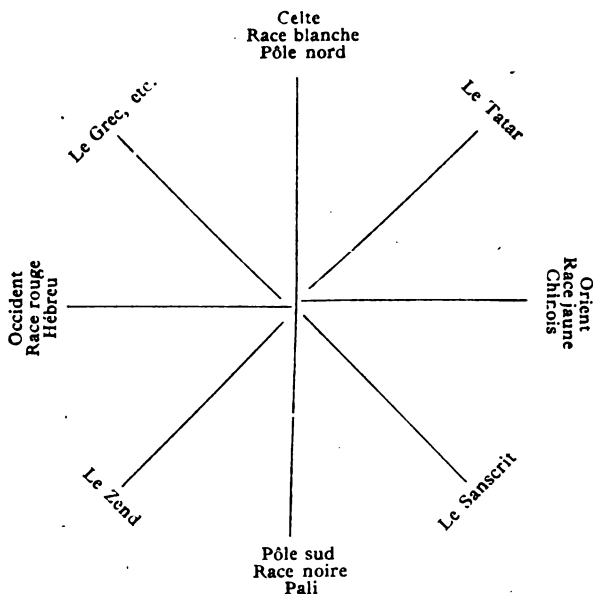 Celte
Race blanche
Pôle nord
Le Grec, etc.
Le Tatar
Occident
Race rouge
Hébreu
Orient
Race jaune
Chinois
Le Zend
Le Sanscrit
Pôle sud
Race noire
Pali